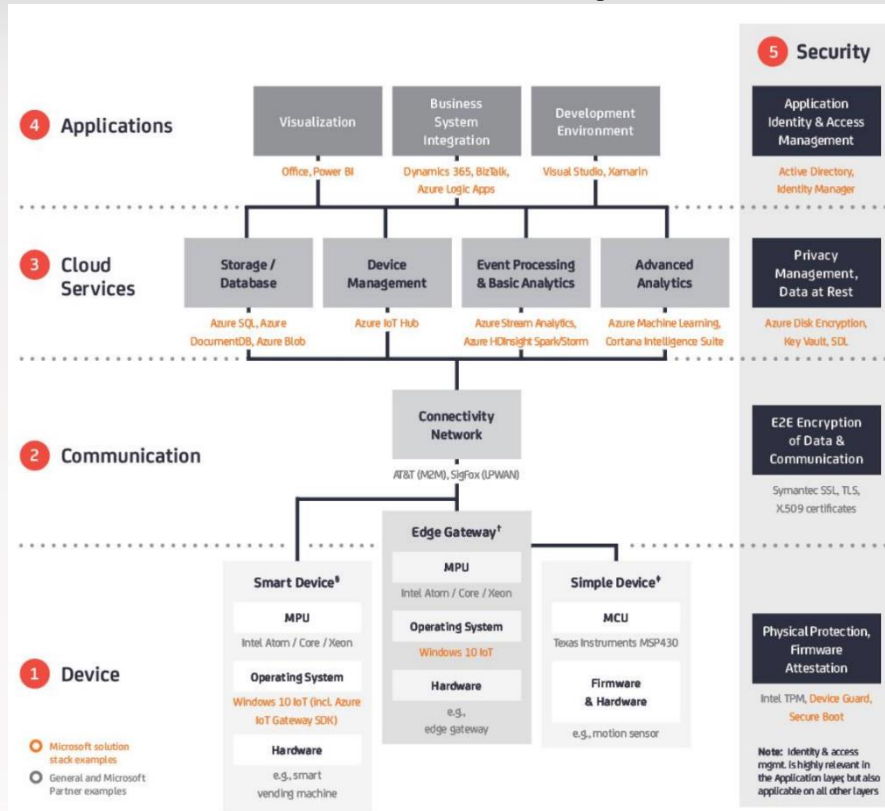 5 Security
4 Applications
Visualization
Business
System
Integration
Development
Environment
Application
Identity & Access
Management
Office, Power BI
Dynamics 365, BizTalk,
Azure Logic Apps
Visual Studio, Xamarin
Active Directory,
Identity Manager
3 Cloud
Services
Storage /
Database
Device
Management
Event Processing
& Basic Analytics
Advanced
Analytics
Privacy
Management,
Data at Rest
Azure SQL, Azure
DocumentDB, Azure Blob
Azure IoT Hub
Azure Stream Analytics,
Azure HDInsight Spark/Storm
Azure Machine Learning,
Cortana Intelligence Suite
Azure Disk Encryption,
Key Vault, SDL
2 Communication
Connectivity
Network
AT&T (M2M), SigFox (LPWAN)
E2E Encryption
of Data &
Communication
Symantec SSL, TLS,
X.509 certificates
1 Device
Smart Device§
MPU
Intel Atom / Core / Xeon
Operating System
Windows 10 IoT (incl. Azure
IoT Gateway SDK)
Hardware
e.g., smart
vending machine
Edge Gateway†
MPU
Intel Atom / Core / Xeon
Operating System
Windows 10 IoT
Hardware
e.g.,
edge gateway
Simple Device‡
MCU
Texas Instruments MSP430
Firmware
& Hardware
e.g., motion sensor
Physical Protection,
Firmware
Attestation
Intel TPM, Device Guard,
Secure Boot
Note: Identity & access
mgmt. is highly relevant in
the Application layer, but also
applicable on all other layers
Microsoft solution
stack examples
General and Microsoft
Partner examples